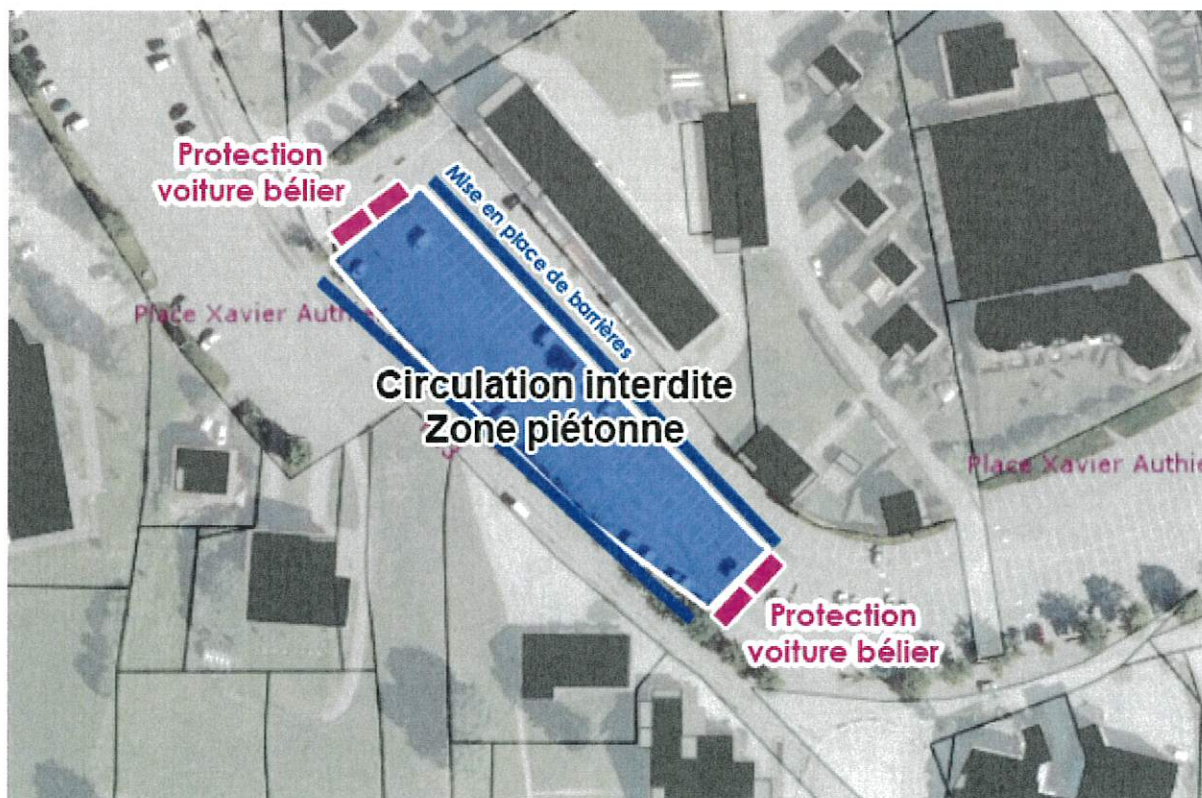 Protection
voiture bélier
Mise en place de barrières
Place Xavier Authie
Circulation interdite
Zone piétonne
Place Xavier Authie
Protection
voiture bélier